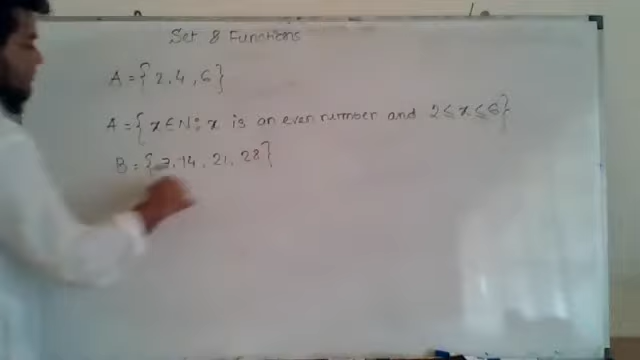 Set & Functions
A = { 2, 4, 6 }
A = { x ∈ N : x is an even number and 2 ≤ x ≤ 6 }
B = { 7, 14, 21, 28 }